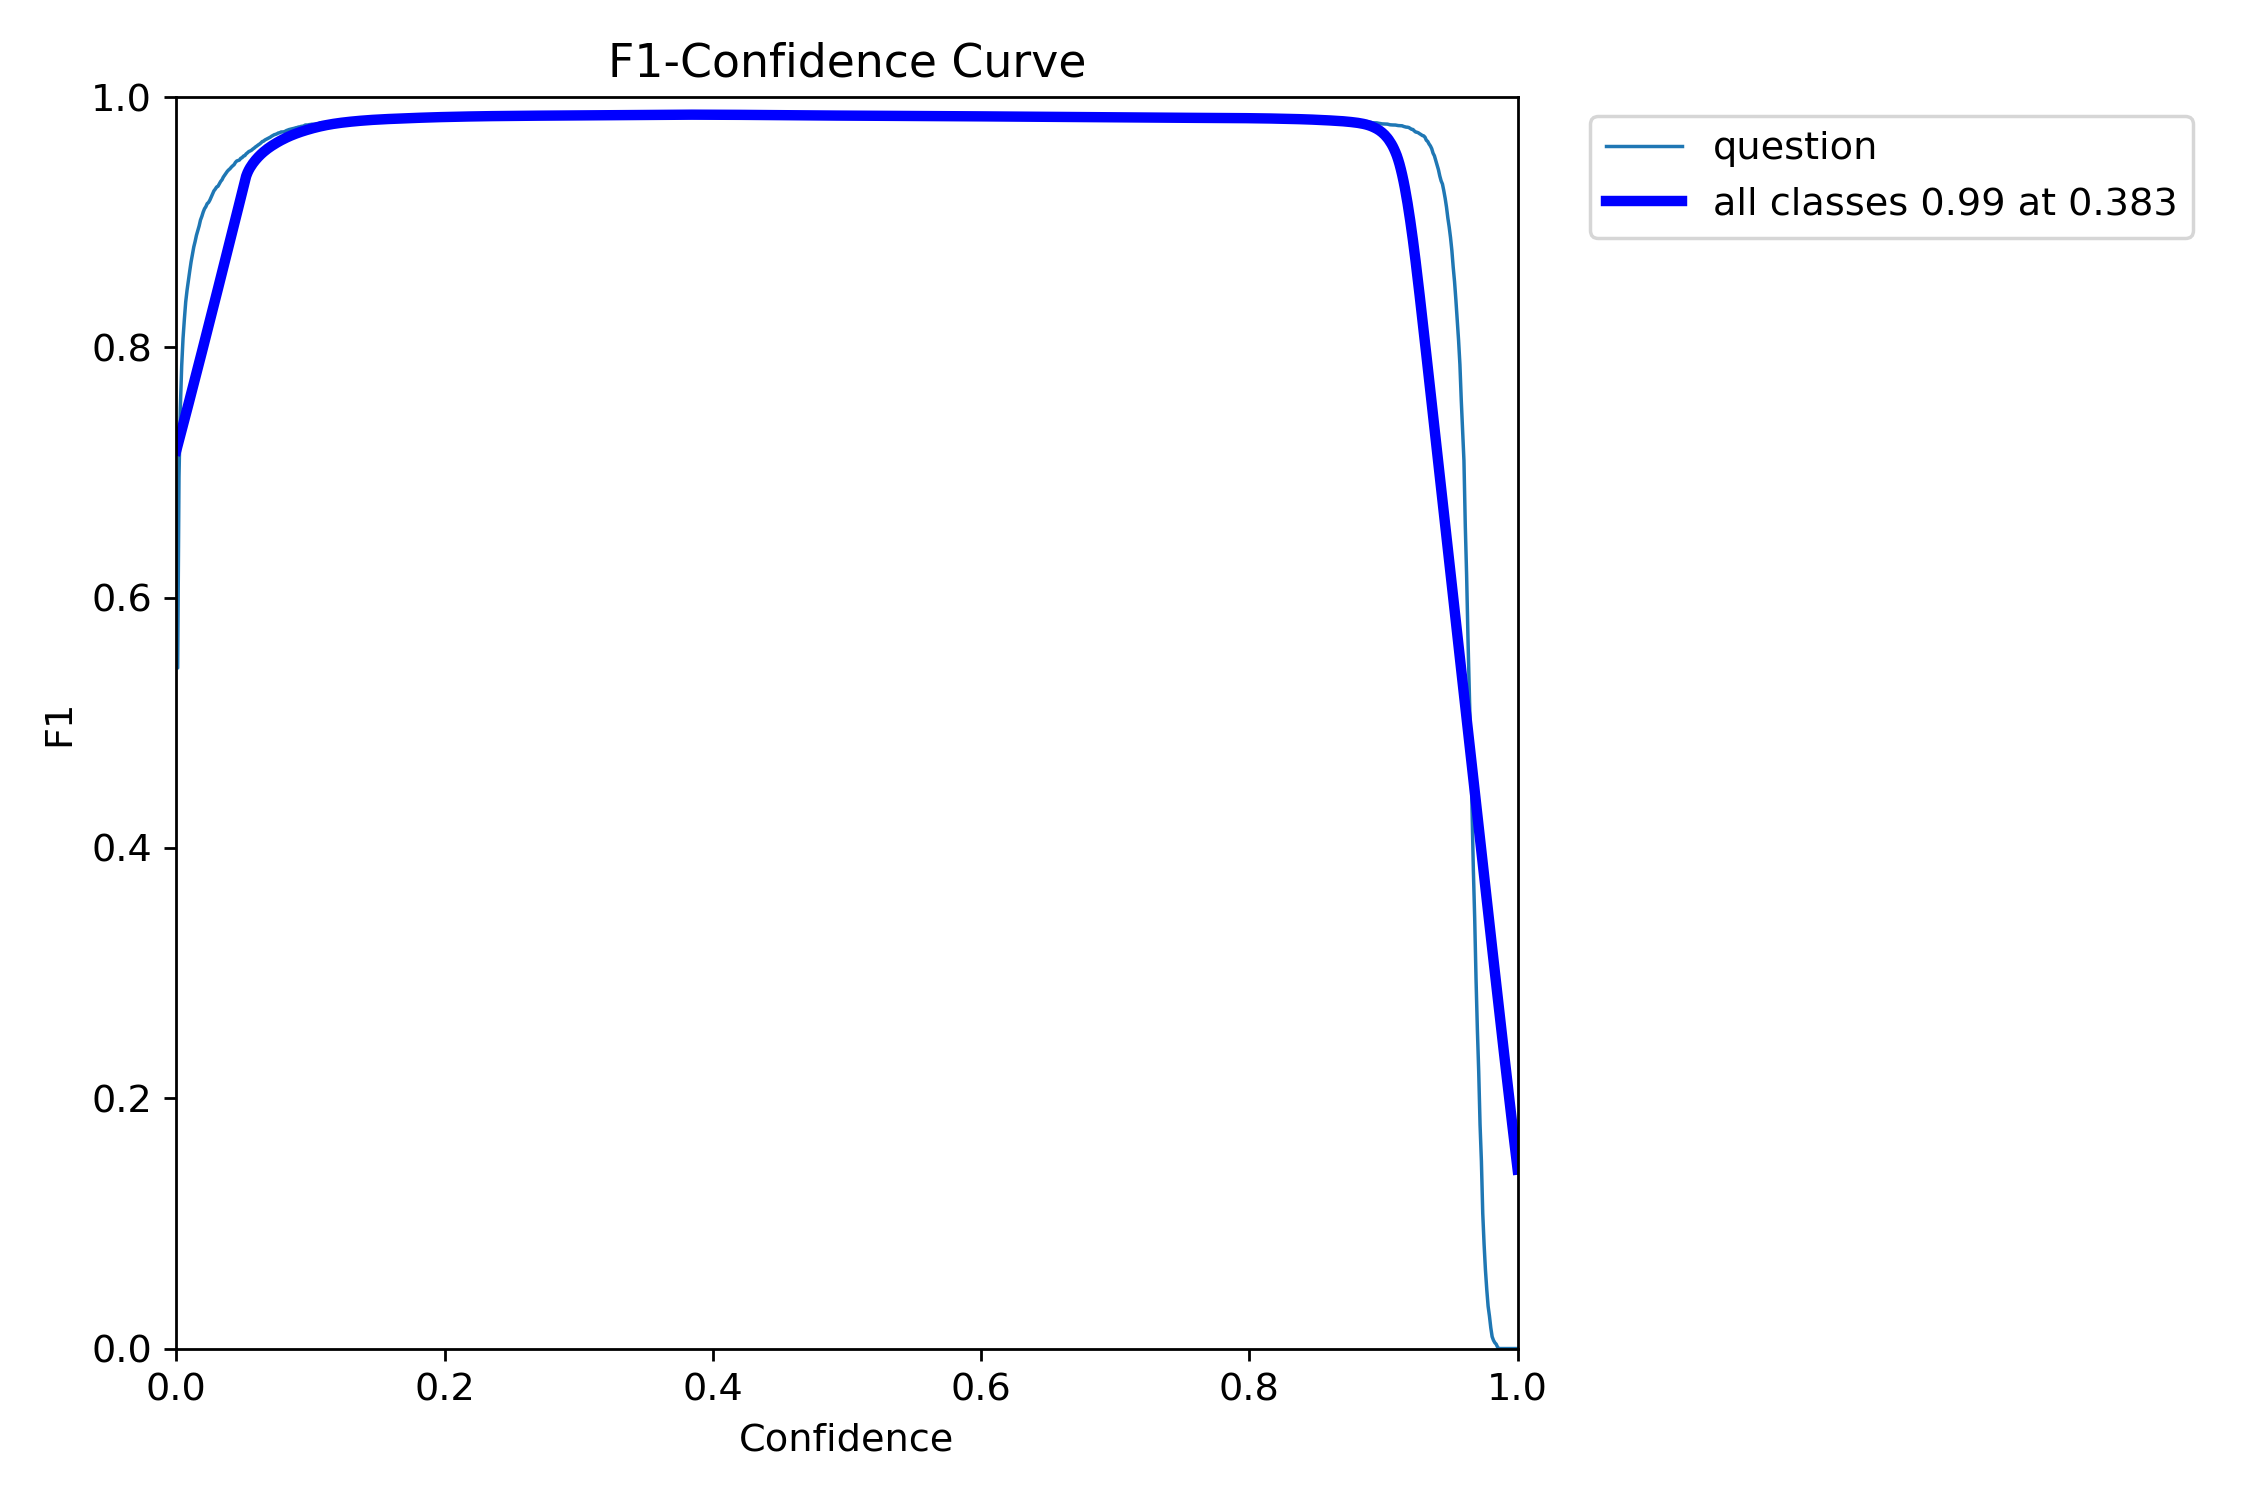 F1-Confidence Curve
1.0
0.8
0.6
0.4
0.2
0.0
F1
0.0 0.2 0.4 0.6 0.8 1.0
Confidence
question
all classes 0.99 at 0.383